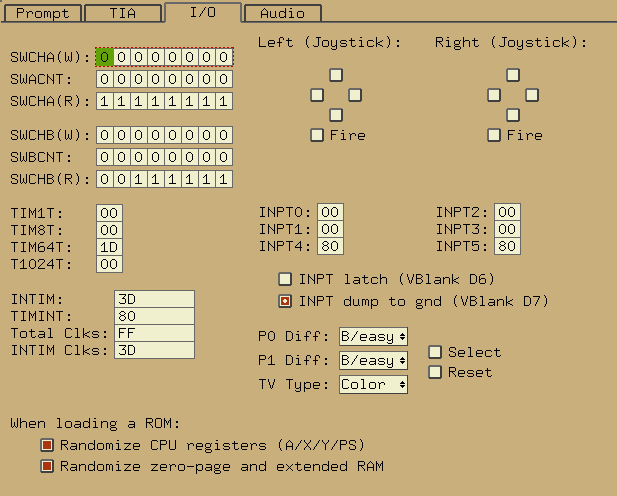 Prompt TIA I/O Audio
Left (Joystick): Right (Joystick):
SWCHA(W): 0 0 0 0 0 0 0 0
SWACNT: 0 0 0 0 0 0 0 0
SWCHA(R): 1 1 1 1 1 1 1 1
Fire Fire
SWCHB(W): 0 0 0 0 0 0 0 0
SWBCNT: 0 0 0 0 0 0 0 0
SWCHB(R): 0 0 1 1 1 1 1 1
TIM1T: 00 INPT0: 00 INPT2: 00
TIM8T: 00 INPT1: 00 INPT3: 00
TIM64T: 1D INPT4: 80 INPT5: 80
T1024T: 00
INPT latch (VBlank D6)
INPT dump to gnd (VBlank D7)
INTIM: 3D
TIMINT: 80
Total Clks: FF
INTIM Clks: 3D
P0 Diff: B/easy
P1 Diff: B/easy
TV Type: Color
Select
Reset
When loading a ROM:
Randomize CPU registers (A/X/Y/PS)
Randomize zero-page and extended RAM